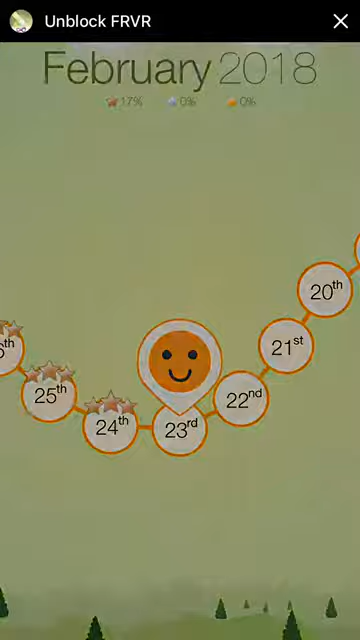 Unblock FRVR
February 2018
17% 0% 0%
20th
21st
22nd
23rd
24th
25th